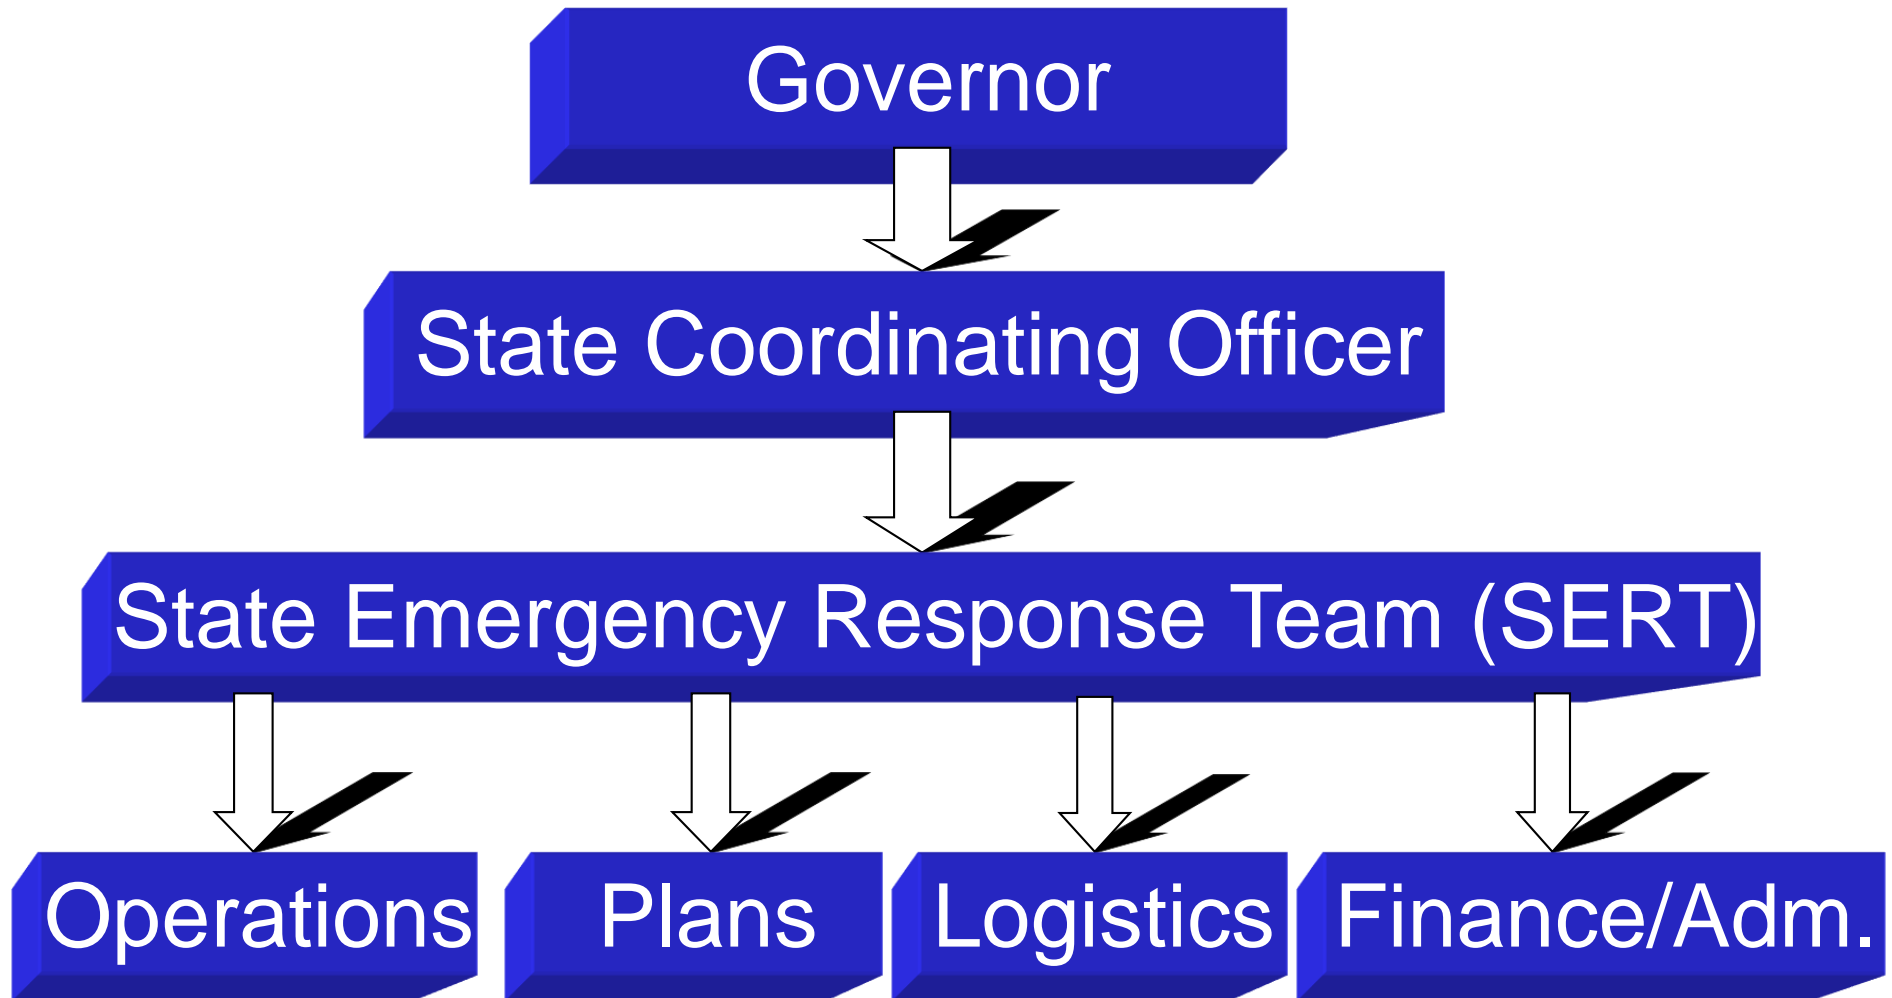 Governor
State Coordinating Officer
State Emergency Response Team (SERT)
Operations
Plans
Logistics
Finance/Adm.